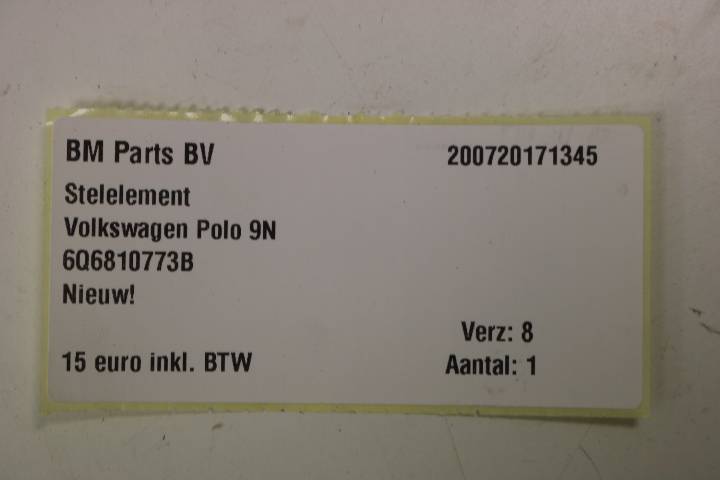 BM Parts BV 200720171345
Stelelement
Volkswagen Polo 9N
6Q6810773B
Nieuw!
Verz: 8
15 euro inkl. BTW Aantal: 1